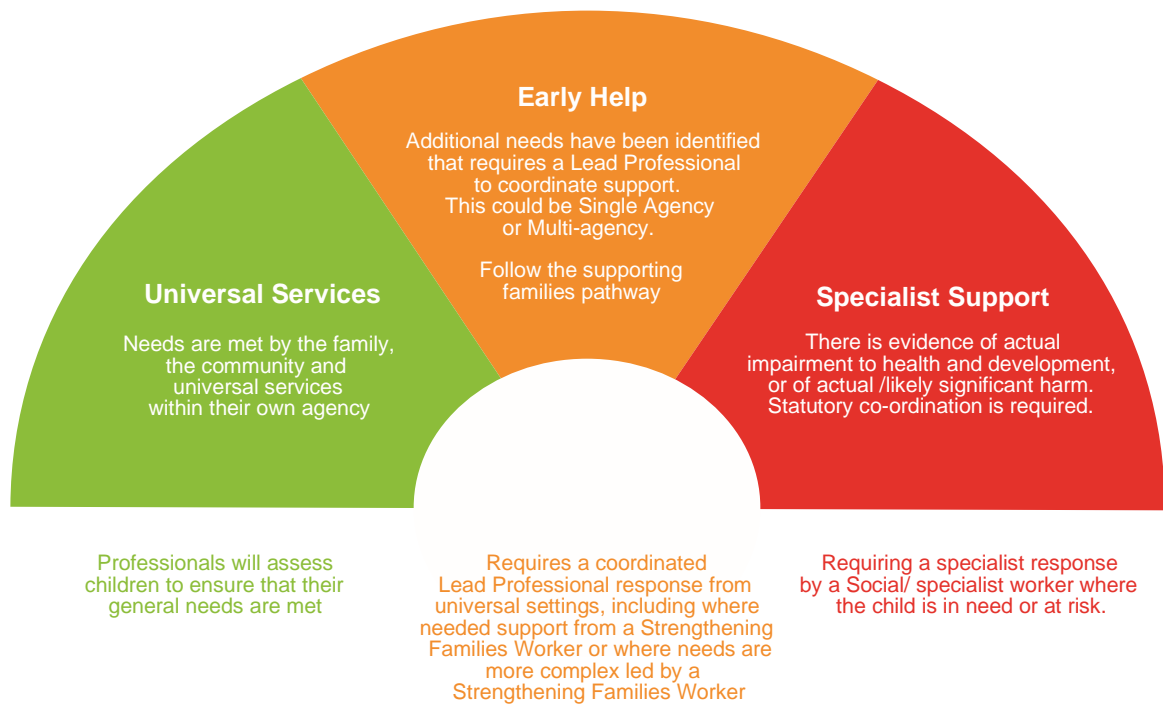 Early Help
Additional needs have been identified
that requires a Lead Professional
to coordinate support.
This could be Single Agency
or Multi-agency.
Follow the supporting
families pathway
Universal Services
Needs are met by the family,
the community and
universal services
within their own agency
Specialist Support
There is evidence of actual
impairment to health and development,
or of actual /likely significant harm.
Statutory co-ordination is required.
Professionals will assess
children to ensure that their
general needs are met
Requires a coordinated
Lead Professional response from
universal settings, including where
needed support from a Strengthening
Families Worker or where needs are
more complex led by a
Strengthening Families Worker
Requiring a specialist response
by a Social/ specialist worker where
the child is in need or at risk.